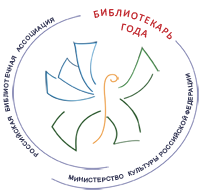 БИБЛИОТЕКАРЬ
ГОДА
РОССИЙСКАЯ БИБЛИОТЕЧНАЯ АССОЦИАЦИЯ
МИНИСТЕРСТВО КУЛЬТУРЫ РОССИЙСКОЙ ФЕДЕРАЦИИ